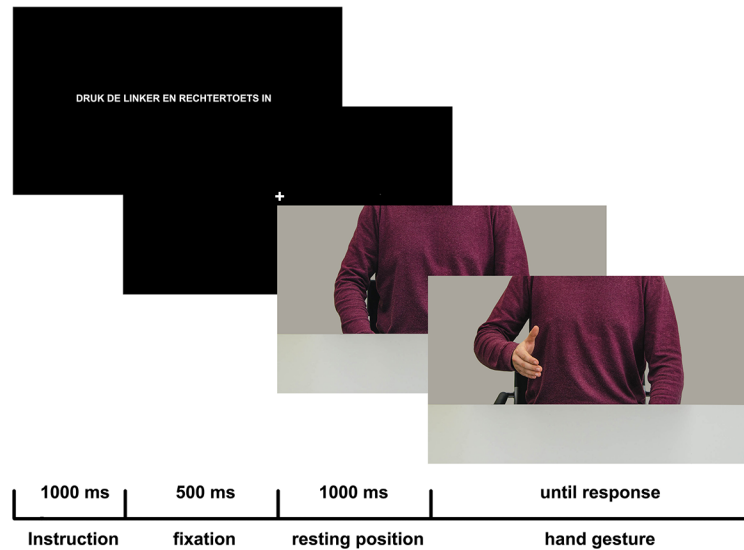 DRUK DE LINKER EN RECHTERTOETS IN
+
1000 ms 500 ms 1000 ms until response
Instruction fixation resting position hand gesture